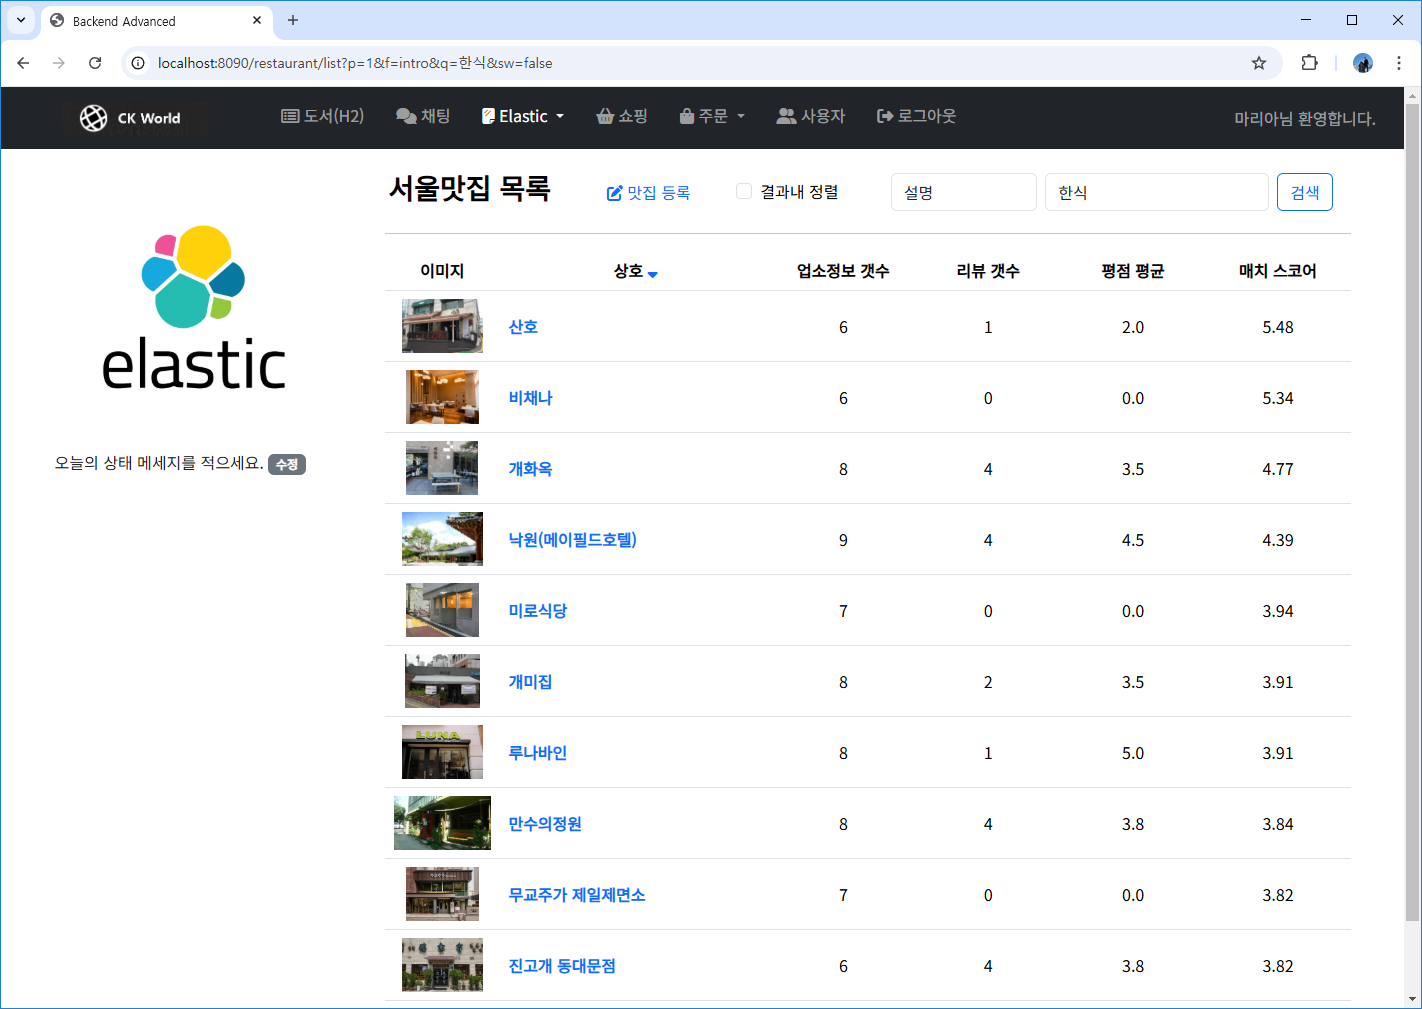 Backend Advanced
localhost:8090/restaurant/list?p=1&f=intro&q=한식&sw=false
CK World 도서(H2) 채팅 Elastic 쇼핑 주문 사용자 로그아웃 마리아님 환영합니다.
서울맛집 목록 맛집 등록 결과내 정렬 설명 한식 검색
elastic
오늘의 상태 메세지를 적으세요. 수정
이미지 상호 업소정보 갯수 리뷰 갯수 평점 평균 매치 스코어
산호 6 1 2.0 5.48
비채나 6 0 0.0 5.34
개화옥 8 4 3.5 4.77
낙원(메이필드호텔) 9 4 4.5 4.39
미로식당 7 0 0.0 3.94
개미집 8 2 3.5 3.91
LUNA
루나바인 8 1 5.0 3.91
만수의정원 8 4 3.8 3.84
무교주가 제일제면소 7 0 0.0 3.82
진고개 동대문점 6 4 3.8 3.82